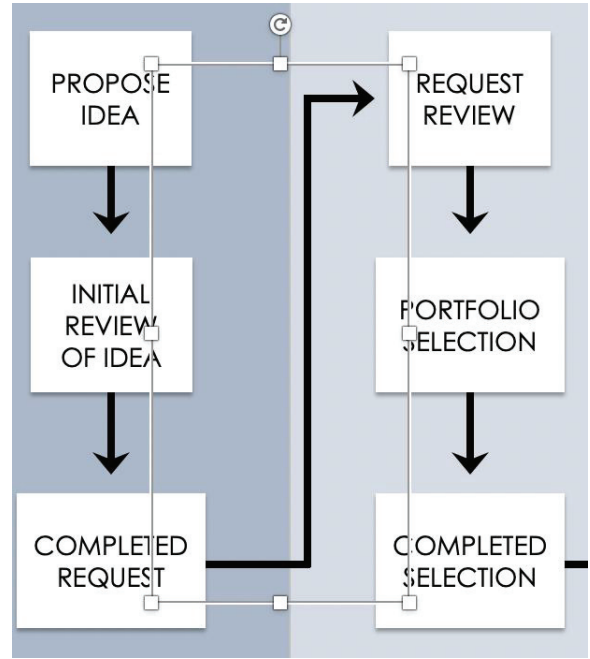 PROPOSE
IDEA
INITIAL
REVIEW
OF IDEA
COMPLETED
REQUEST
REQUEST
REVIEW
PORTFOLIO
SELECTION
COMPLETED
SELECTION